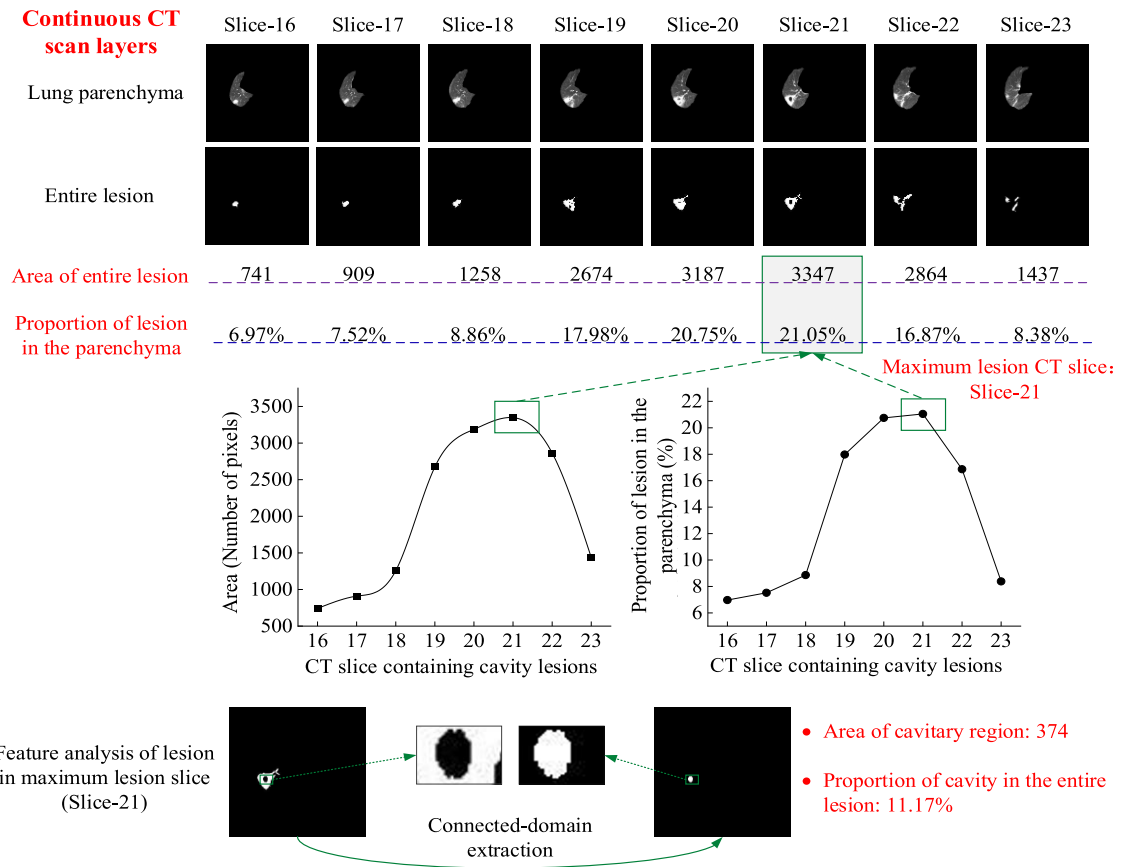 Continuous CT
scan layers
Slice-16 Slice-17 Slice-18 Slice-19 Slice-20 Slice-21 Slice-22 Slice-23
Lung parenchyma
Entire lesion
Area of entire lesion
741 909 1258 2674 3187 3347 2864 1437
Proportion of lesion
in the parenchyma
6.97% 7.52% 8.86% 17.98% 20.75% 21.05% 16.87% 8.38%
Maximum lesion CT slice:
Slice-21
Area (Number of pixels)
3500
3000
2500
2000
1500
1000
500
16 17 18 19 20 21 22 23
CT slice containing cavity lesions
Proportion of lesion in the
parenchyma (%)
22
20
18
16
14
12
10
8
6
16 17 18 19 20 21 22 23
CT slice containing cavity lesions
Feature analysis of lesion
in maximum lesion slice
(Slice-21)
Connected-domain
extraction
• Area of cavitary region: 374
• Proportion of cavity in the entire
lesion: 11.17%